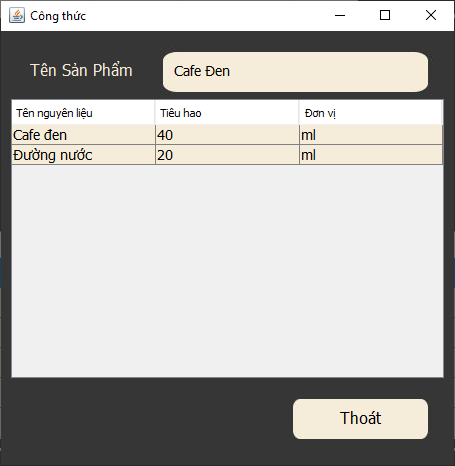 Công thức
Tên Sản Phẩm Cafe Đen
Tên nguyên liệu Tiêu hao Đơn vị
Cafe đen 40 ml
Đường nước 20 ml
Thoát